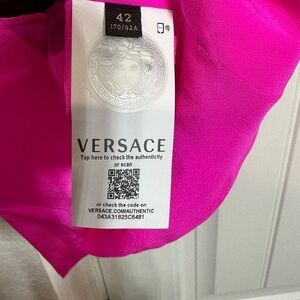 42
170/92A
VERSACE
Tap here to check the authenticity
or scan
or check the code on
VERSACE.COM/AUTHENTIC
043A31825C6461